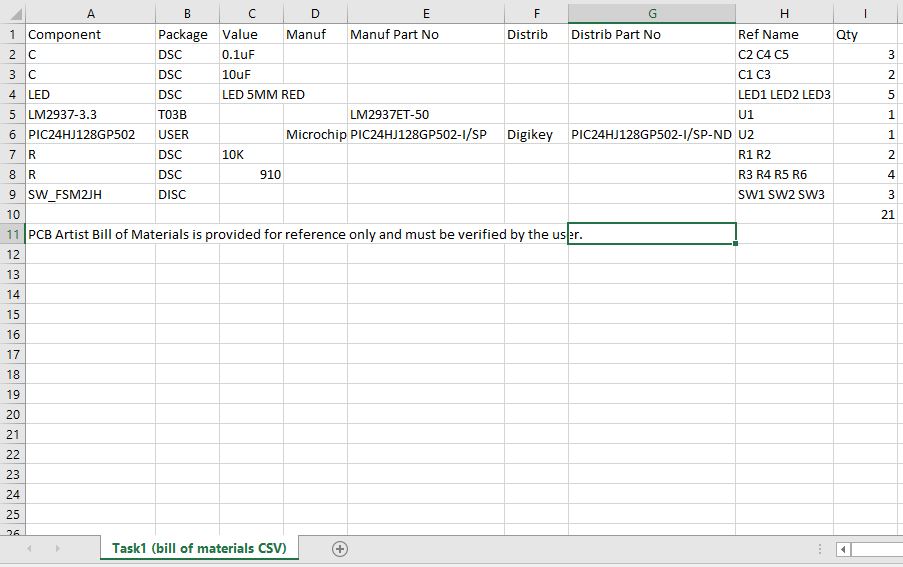 A B C D E F G H I
1 Component Package Value Manuf Manuf Part No Distrib Distrib Part No Ref Name Qty
2 C DSC 0.1uF C2 C4 C5 3
3 C DSC 10uF C1 C3 2
4 LED DSC LED 5MM RED LED1 LED2 LED3 5
5 LM2937-3.3 T03B LM2937ET-50 U1 1
6 PIC24HJ128GP502 USER Microchip PIC24HJ128GP502-I/SP Digikey PIC24HJ128GP502-I/SP-ND U2 1
7 R DSC 10K R1 R2 2
8 R DSC 910 R3 R4 R5 R6 4
9 SW_FSM2JH DISC SW1 SW2 SW3 3
10 21
11 PCB Artist Bill of Materials is provided for reference only and must be verified by the user.
12
13
14
15
16
17
18
19
20
21
22
23
24
25
26
Task1 (bill of materials CSV)